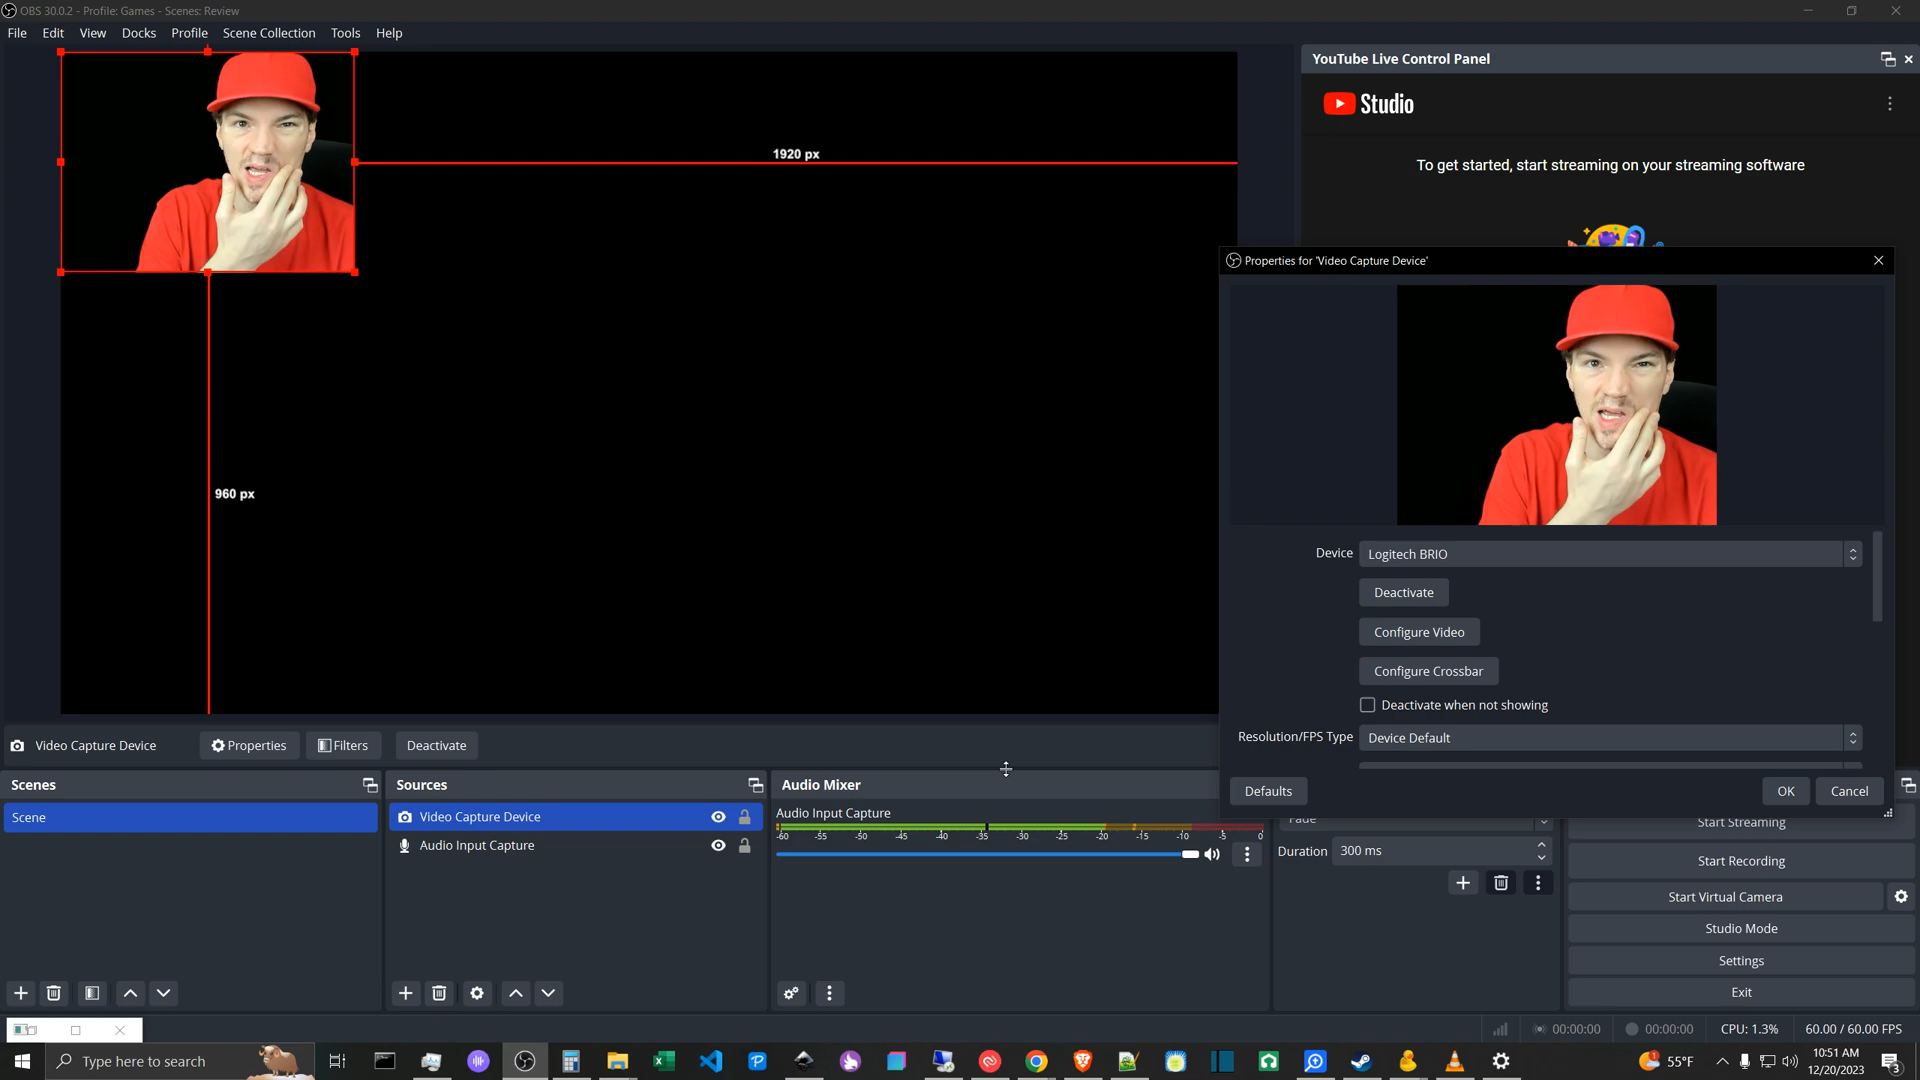 OBS 30.0.2 - Profile: Games - Scenes: Review
File Edit View Docks Profile Scene Collection Tools Help
1920 px
960 px
YouTube Live Control Panel
Studio
To get started, start streaming on your streaming software
Properties for 'Video Capture Device'
Device Logitech BRIO
Deactivate
Configure Video
Configure Crossbar
Deactivate when not showing
Resolution/FPS Type Device Default
Defaults OK Cancel
Video Capture Device Properties Filters Deactivate
Scenes
Scene
Sources
Video Capture Device
Audio Input Capture
Audio Mixer
Audio Input Capture
-60 -55 -50 -45 -40 -35 -30 -25 -20 -15 -10 -5 0
Fade
Duration 300 ms
Start Streaming
Start Recording
Start Virtual Camera
Studio Mode
Settings
Exit
00:00:00 00:00:00 CPU: 1.3% 60.00 / 60.00 FPS
Type here to search
55°F
10:51 AM
12/20/2023
3